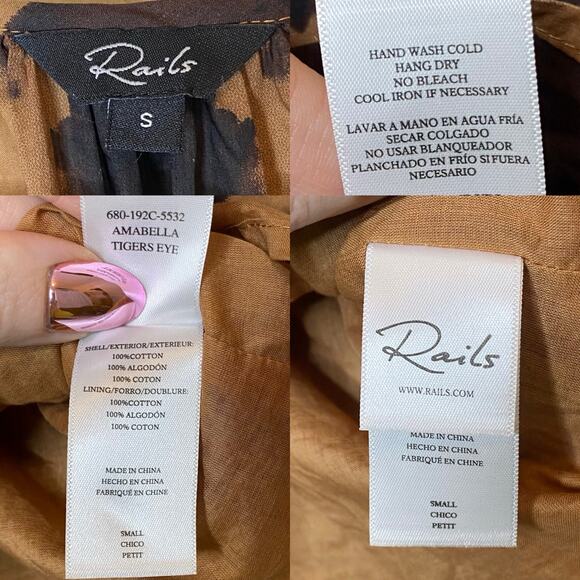 Rails
S
HAND WASH COLD
HANG DRY
NO BLEACH
COOL IRON IF NECESSARY
LAVAR A MANO EN AGUA FRÍA
SECAR COLGADO
NO USAR BLANQUEADOR
PLANCHADO EN FRÍO SI FUERA
NECESARIO
680-192C-5532
AMABELLA
TIGERS EYE
SHELL/EXTERIOR/EXTERIEUR:
100%COTTON
100% ALGODÓN
100% COTON
LINING/FORRO/DOUBLURE:
100%COTTON
100% ALGODÓN
100% COTON
MADE IN CHINA
HECHO EN CHINA
FABRIQUÉ EN CHINE
SMALL
CHICO
PETIT
Rails
WWW.RAILS.COM
100% COTON
MADE IN CHINA
HECHO EN CHINA
FABRIQUÉ EN CHINE
SMALL
CHICO
PETIT